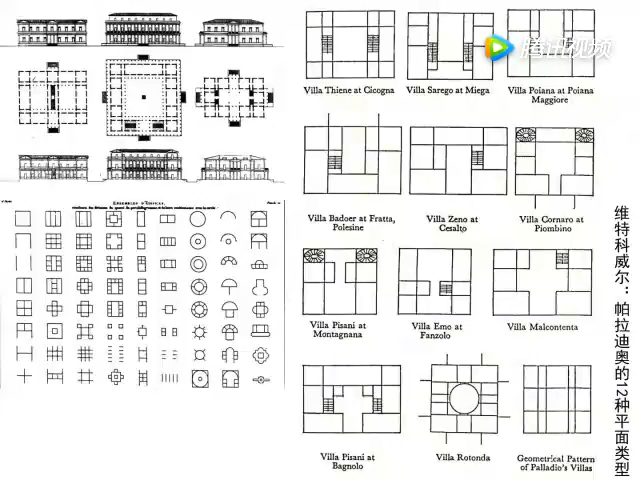 腾讯视频
Villa Thiene at Cicogna
Villa Sarego at Miega
Villa Poiana at Poiana
Maggiore
Villa Badoer at Fratta,
Polesine
Villa Zeno at
Cesalto
Villa Cornaro at
Piombino
Villa Pisani at
Montagnana
Villa Emo at
Fanzolo
Villa Malcontenta
Villa Pisani at
Bagnolo
Villa Rotonda
Geometrical Pattern
of Palladio's Villas
维特科威尔：帕拉迪奥的12种平面类型
ENSEMBLES D'EDIFICES,